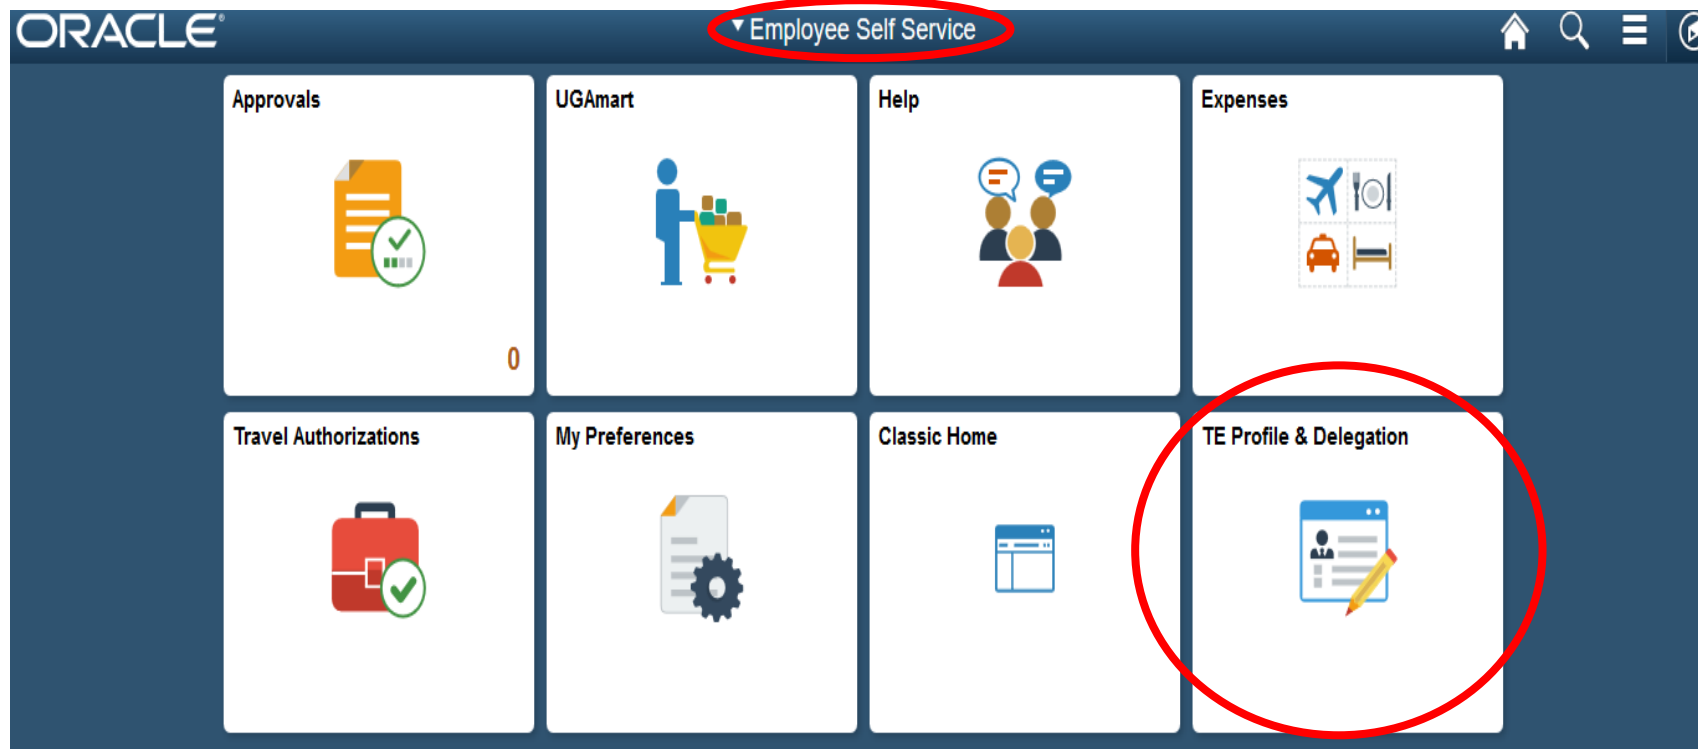 ORACLE®
Employee Self Service
Approvals
UGAmart
Help
Expenses
0
Travel Authorizations
My Preferences
Classic Home
TE Profile & Delegation